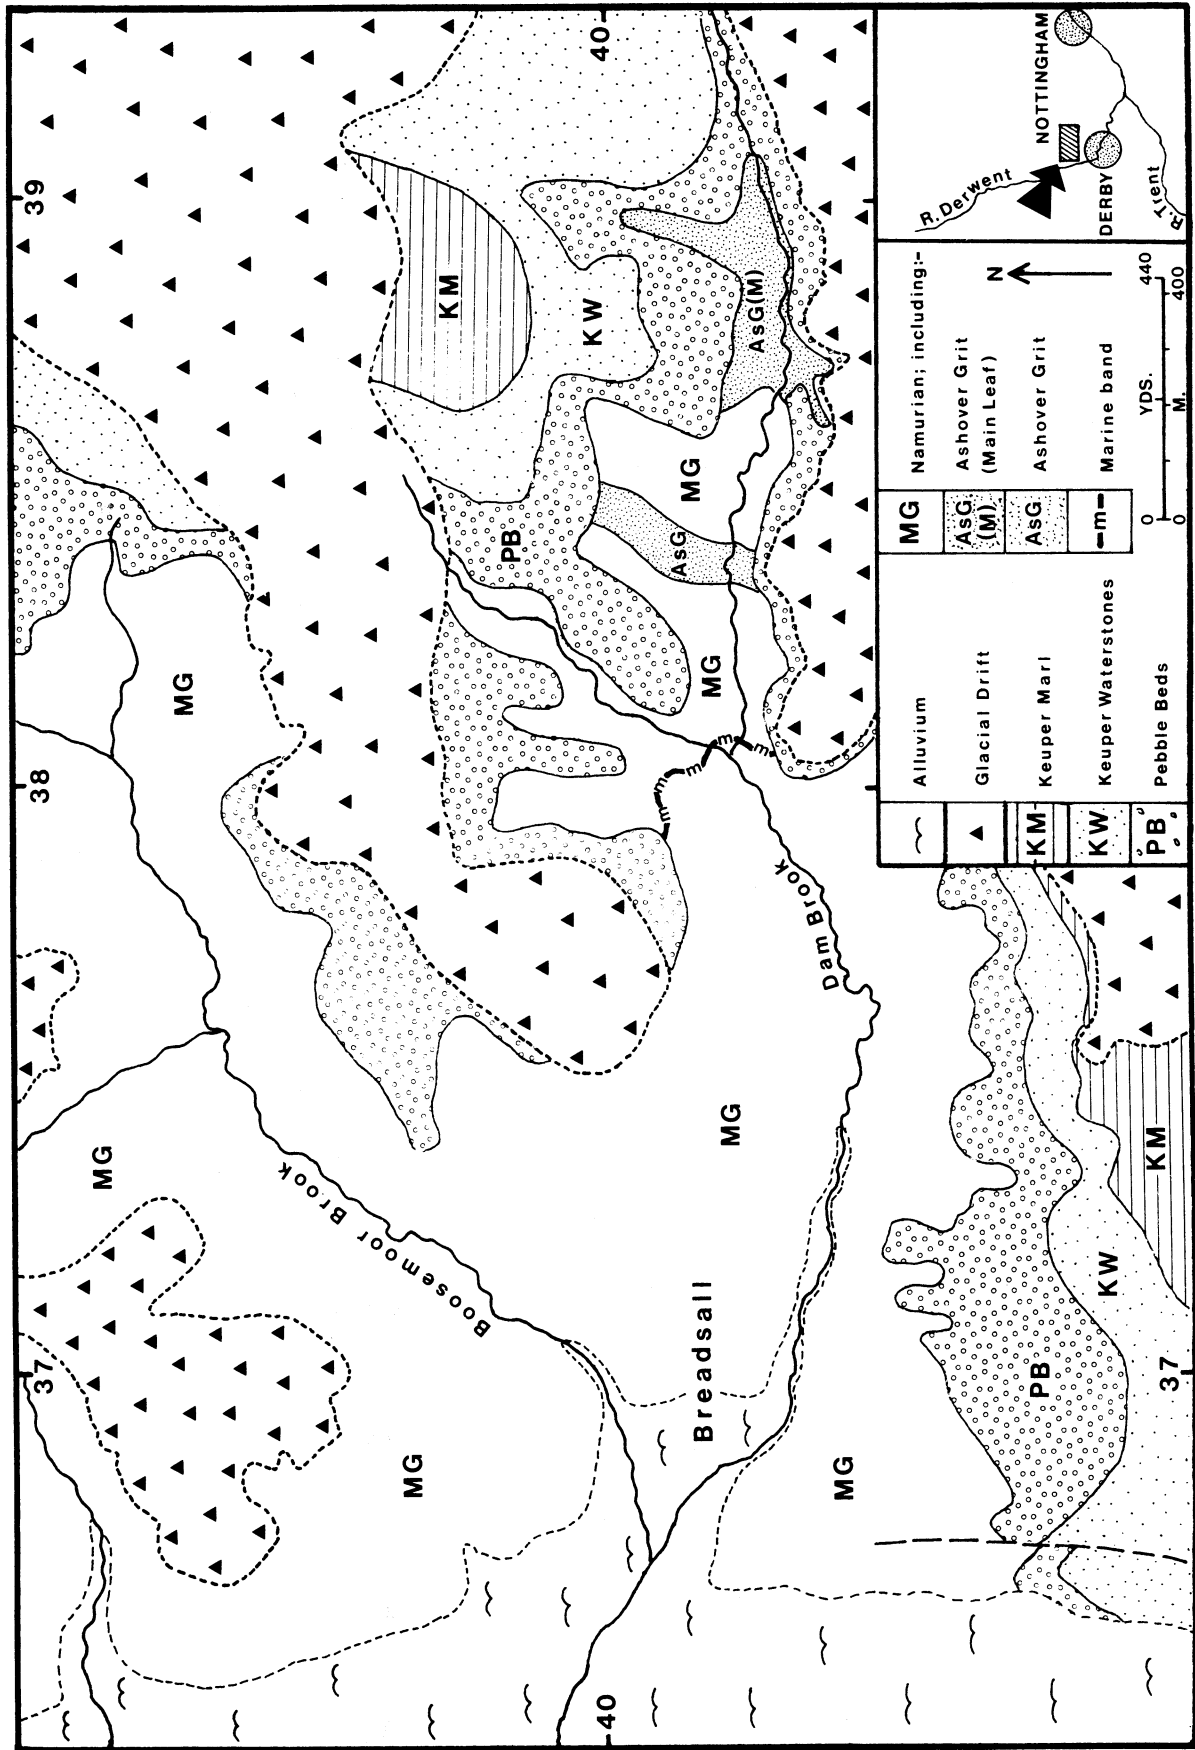 39
38
37
40
KM
KW
AsG(M)
MG
AsG
PB
MG
MG
m
m
m
m
m
Dam Brook
MG
MG
Boosemoor Brook
Breadsall
MG
MG
PB
KW
KM
40
37
Alluvium
Glacial Drift
KM
Keuper Marl
KW
Keuper Waterstones
PB
Pebble Beds
MG
Namurian; including:-
AsG
(M)
Ashover Grit
(Main Leaf)
AsG
Ashover Grit
m
Marine band
N
0 YDS. 440
0 M. 400
R. Derwent
NOTTINGHAM
DERBY
R. Trent